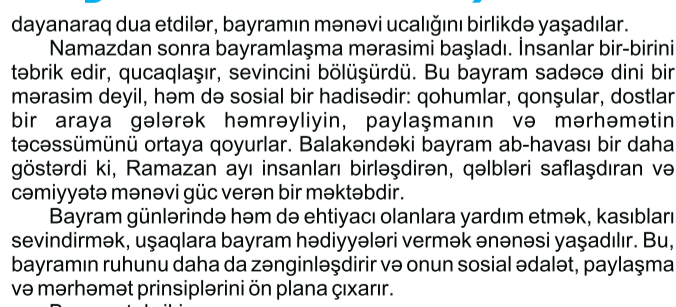 dayanaraq dua etdilər, bayramın mənəvi ucalığını birlikdə yaşadılar.
Namazdan sonra bayramlaşma mərasimi başladı. İnsanlar bir-birini
təbrik edir, qucaqlaşır, sevincini bölüşürdü. Bu bayram sadəcə dini bir
mərasim deyil, həm də sosial bir hadisədir: qohumlar, qonşular, dostlar
bir araya gələrək həmrəyliyin, paylaşmanın və mərhəmətin
təcəssümünü ortaya qoyurlar. Balakəndəki bayram ab-havası bir daha
göstərdi ki, Ramazan ayı insanları birləşdirən, qəlbləri saflaşdıran və
cəmiyyətə mənəvi güc verən bir məktəbdir.
Bayram günlərində həm də ehtiyacı olanlara yardım etmək, kasıbları
sevindirmək, uşaqlara bayram hədiyyələri vermək ənənəsi yaşadılır. Bu,
bayramın ruhunu daha da zənginləşdirir və onun sosial ədalət, paylaşma
və mərhəmət prinsiplərini ön plana çıxarır.